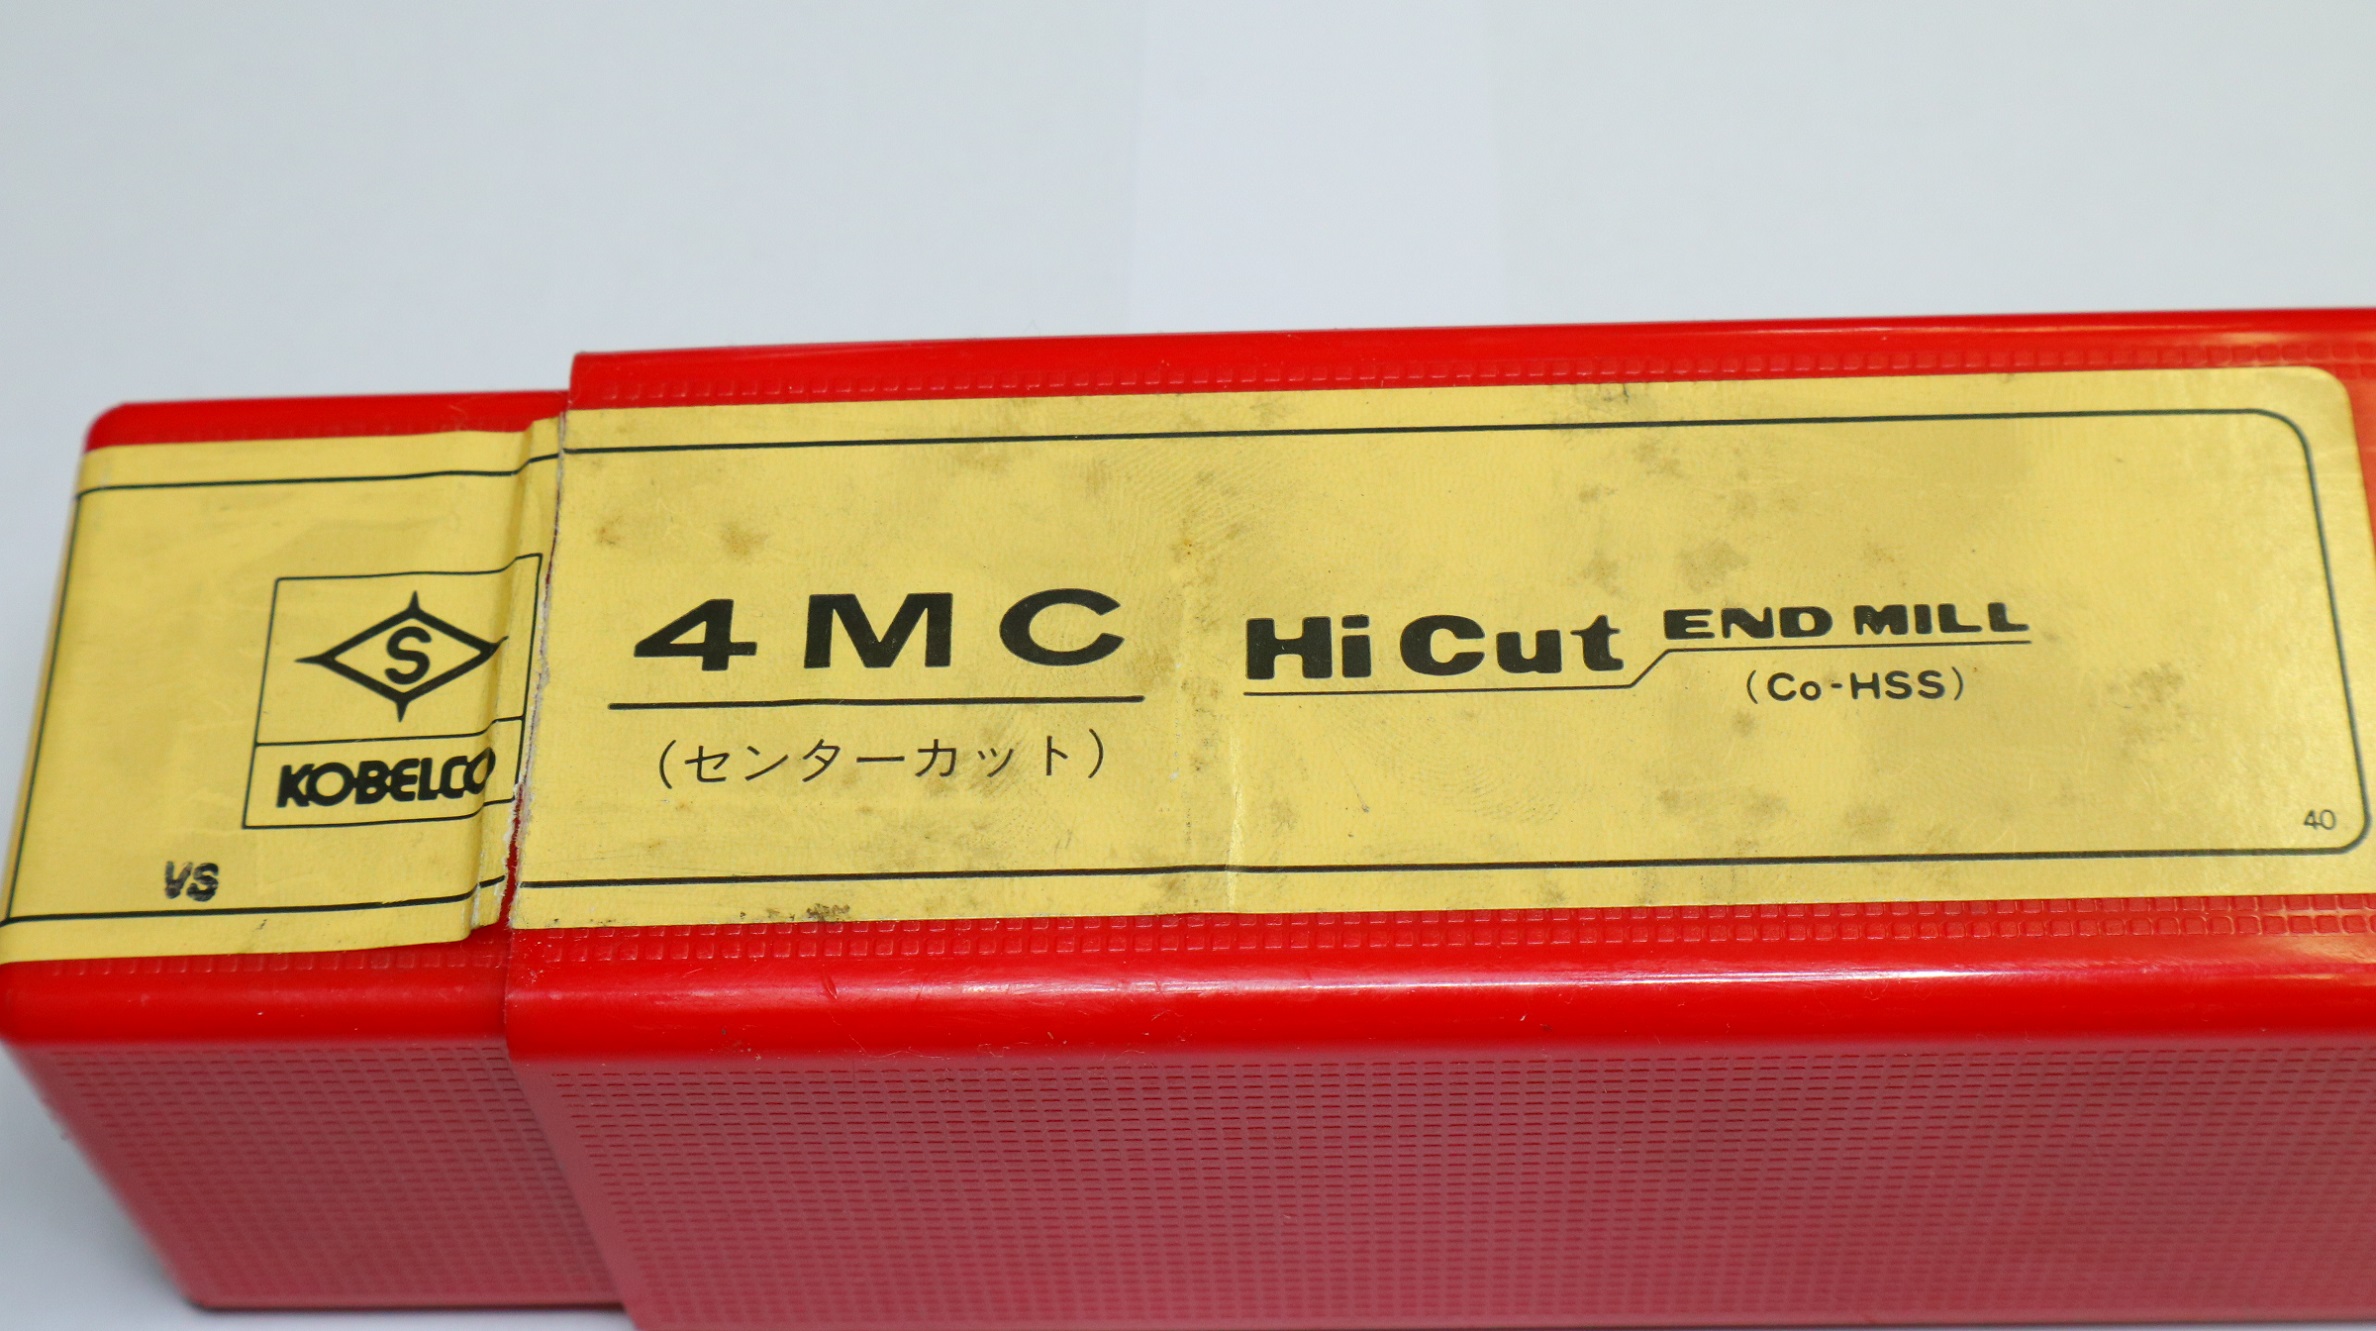 S
KOBELCO
VS
4MC
(センターカット)
Hi Cut END MILL
(Co-HSS)
40